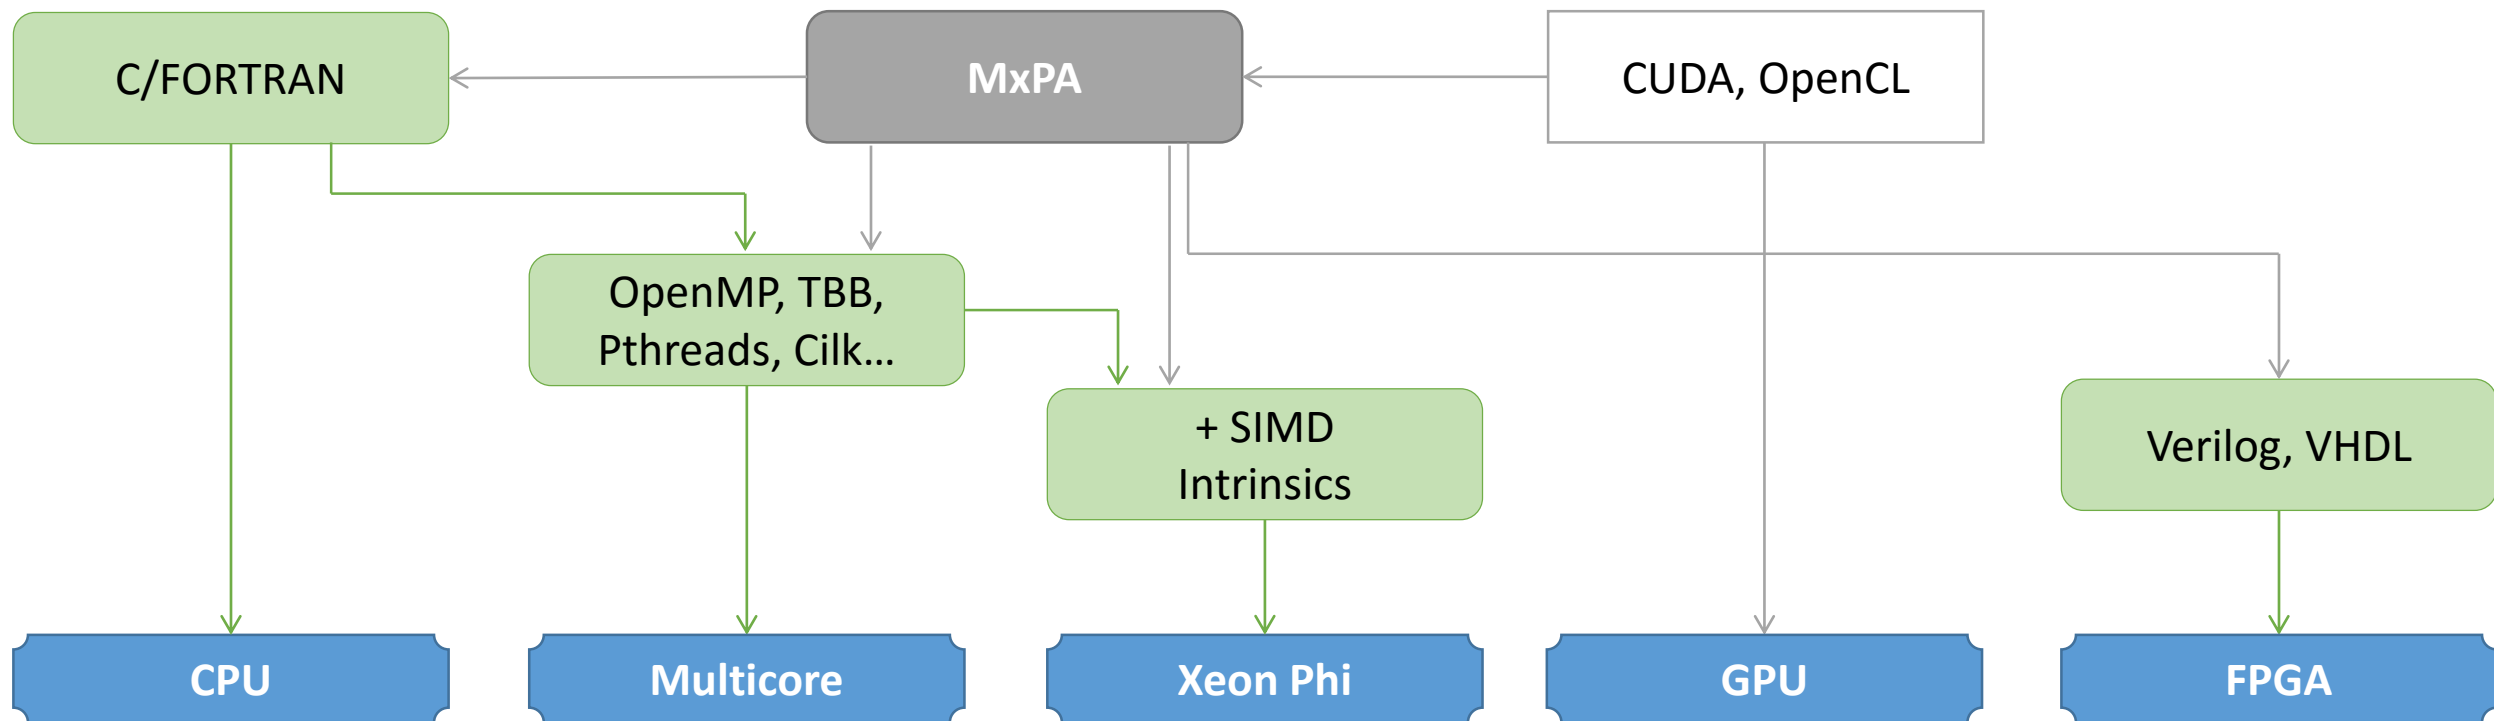 C/FORTRAN
MxPA
CUDA, OpenCL
OpenMP, TBB,
Pthreads, Cilk...
+ SIMD
Intrinsics
Verilog, VHDL
CPU
Multicore
Xeon Phi
GPU
FPGA